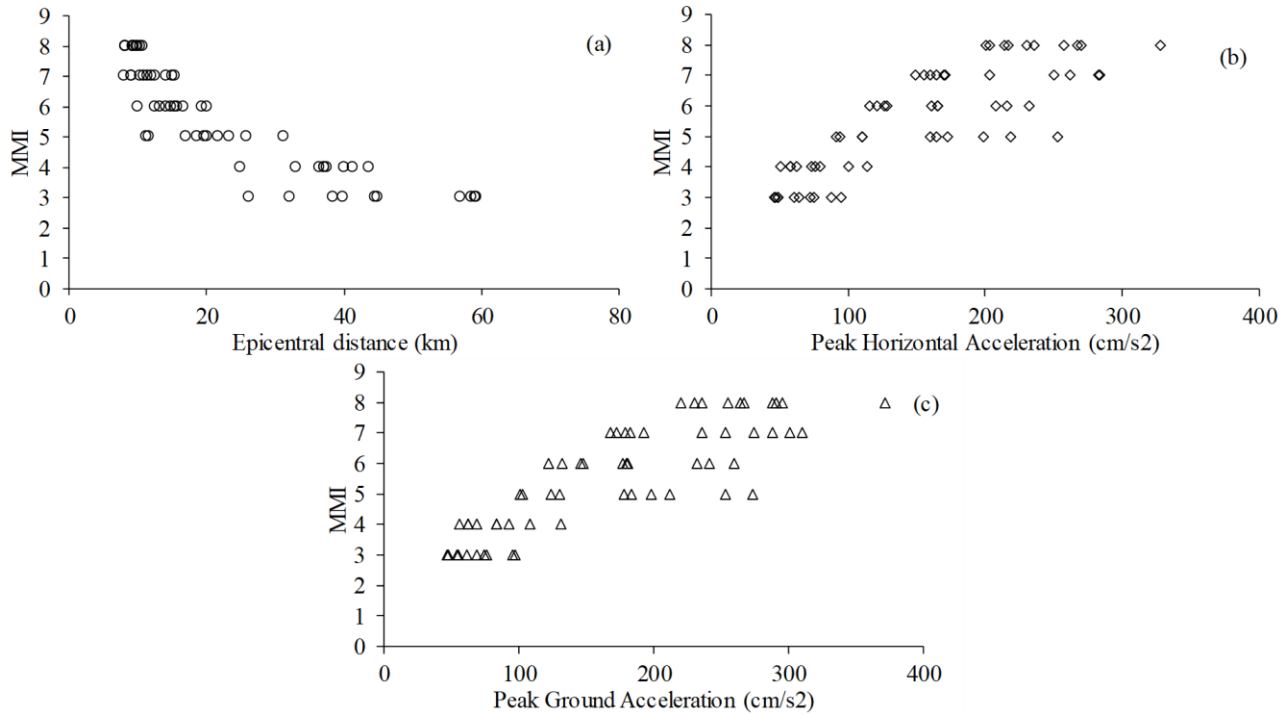 9
8
7
6
5
4
3
2
1
0
MMI
(a)
0 20 40 60 80
Epicentral distance (km)
9
8
7
6
5
4
3
2
1
0
MMI
(b)
0 100 200 300 400
Peak Horizontal Acceleration (cm/s2)
9
8
7
6
5
4
3
2
1
0
MMI
(c)
0 100 200 300 400
Peak Ground Acceleration (cm/s2)